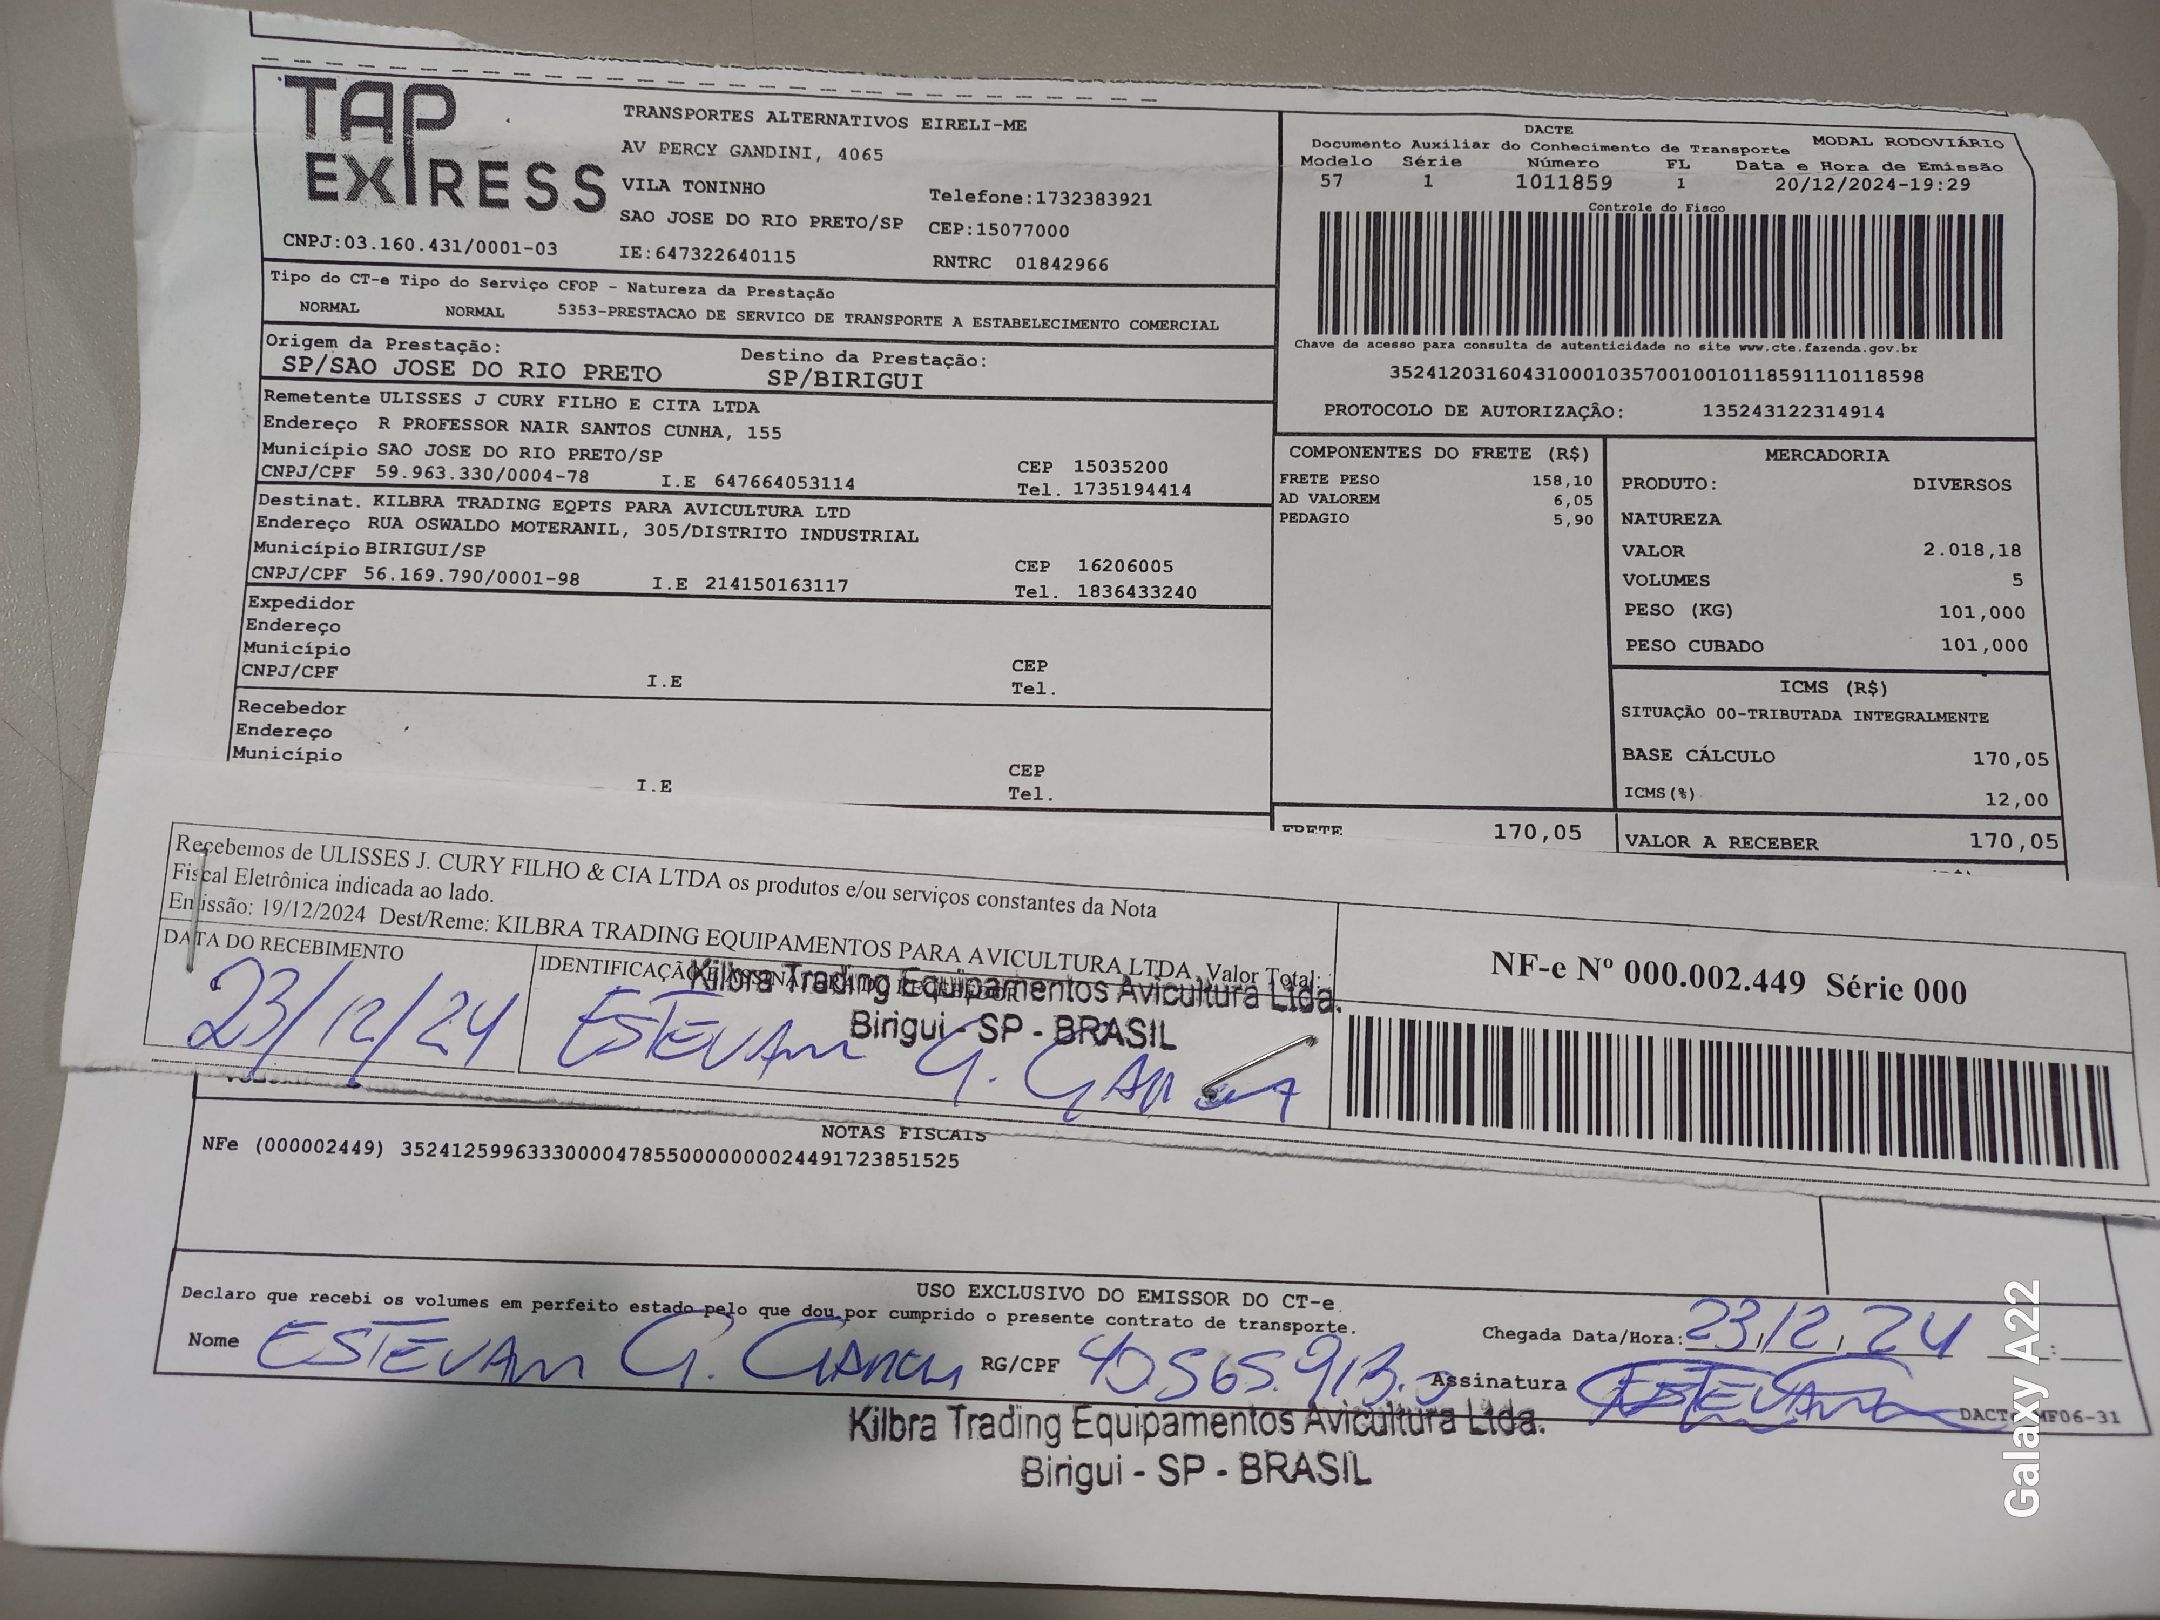 TAP EXPRESS
TRANSPORTES ALTERNATIVOS EIRELI-ME
AV PERCY GANDINI, 4065
VILA TONINHO Telefone:1732383921
SAO JOSE DO RIO PRETO/SP CEP:15077000
CNPJ:03.160.431/0001-03 IE:647322640115 RNTRC 01842966
DACTE
Documento Auxiliar do Conhecimento de Transporte MODAL RODOVIÁRIO
Modelo Série Número FL Data e Hora de Emissão
57 1 1011859 1 20/12/2024-19:29
Controle do Fisco
Chave de acesso para consulta de autenticidade no site www.cte.fazenda.gov.br
35241203160431000103570010010118591110118598
PROTOCOLO DE AUTORIZAÇÃO: 135243122314914
Tipo do CT-e Tipo do Serviço CFOP - Natureza da Prestação
NORMAL NORMAL 5353-PRESTACAO DE SERVICO DE TRANSPORTE A ESTABELECIMENTO COMERCIAL
Origem da Prestação: Destino da Prestação:
SP/SAO JOSE DO RIO PRETO SP/BIRIGUI
Remetente ULISSES J CURY FILHO E CITA LTDA
Endereço R PROFESSOR NAIR SANTOS CUNHA, 155
Município SAO JOSE DO RIO PRETO/SP CEP 15035200
CNPJ/CPF 59.963.330/0004-78 I.E 647664053114 Tel. 1735194414
Destinat. KILBRA TRADING EQPTS PARA AVICULTURA LTD
Endereço RUA OSWALDO MOTERANIL, 305/DISTRITO INDUSTRIAL
Município BIRIGUI/SP CEP 16206005
CNPJ/CPF 56.169.790/0001-98 I.E 214150163117 Tel. 1836433240
Expedidor
Endereço
Município CEP
CNPJ/CPF I.E Tel.
Recebedor
Endereço
Município CEP
I.E Tel.
COMPONENTES DO FRETE (R$)
FRETE PESO 158,10
AD VALOREM 6,05
PEDAGIO 5,90
FRETE 170,05
MERCADORIA
PRODUTO: DIVERSOS
NATUREZA
VALOR 2.018,18
VOLUMES 5
PESO (KG) 101,000
PESO CUBADO 101,000
ICMS (R$)
SITUAÇÃO 00-TRIBUTADA INTEGRALMENTE
BASE CÁLCULO 170,05
ICMS(%) 12,00
VALOR A RECEBER 170,05
Recebemos de ULISSES J. CURY FILHO & CIA LTDA os produtos e/ou serviços constantes da Nota
Fiscal Eletrônica indicada ao lado.
Emissão: 19/12/2024 Dest/Reme: KILBRA TRADING EQUIPAMENTOS PARA AVICULTURA LTDA, Valor Total:
DATA DO RECEBIMENTO IDENTIFICAÇÃO
23/12/24 ESTEVAM G.
Kilbra Trading Equipamentos Avicultura Ltda.
Birigui - SP - BRASIL
NF-e Nº 000.002.449 Série 000
NOTAS FISCAIS
NFe (000002449) 35241259963330000478550000000024491723851525
USO EXCLUSIVO DO EMISSOR DO CT-e
Declaro que recebi os volumes em perfeito estado pelo que dou por cumprido o presente contrato de transporte.
Nome ESTEVAM G. RG/CPF Chegada Data/Hora: 23/12/24
Assinatura ESTEVAM
Kilbra Trading Equipamentos Avicultura Ltda.
Birigui - SP - BRASIL
Galaxy A22